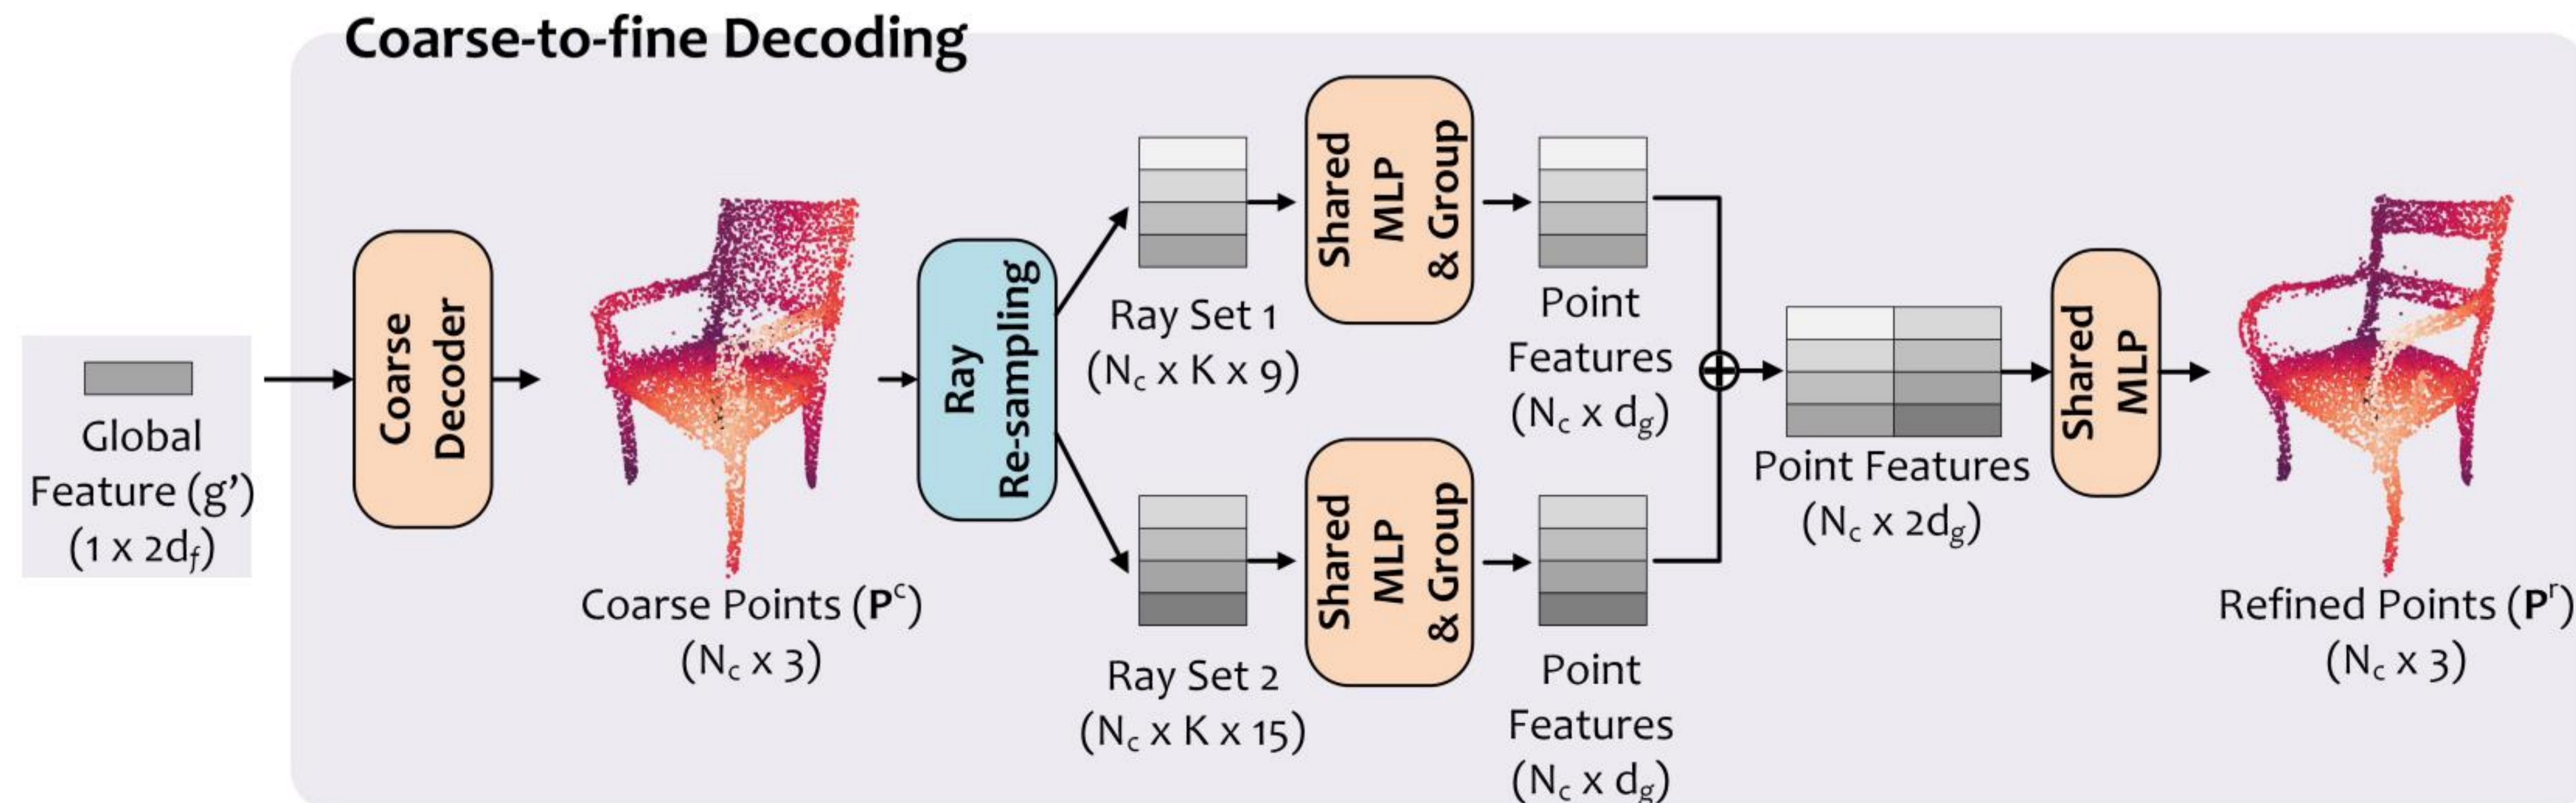 Coarse-to-fine Decoding
Global
Feature (g’)
(1 x 2d_f)
Coarse
Decoder
Coarse Points (P^c)
(N_c x 3)
Ray
Re-sampling
Ray Set 1
(N_c x K x 9)
Shared
MLP
& Group
Point
Features
(N_c x d_g)
Ray Set 2
(N_c x K x 15)
Shared
MLP
& Group
Point
Features
(N_c x d_g)
Point Features
(N_c x 2d_g)
Shared
MLP
Refined Points (P^r)
(N_c x 3)